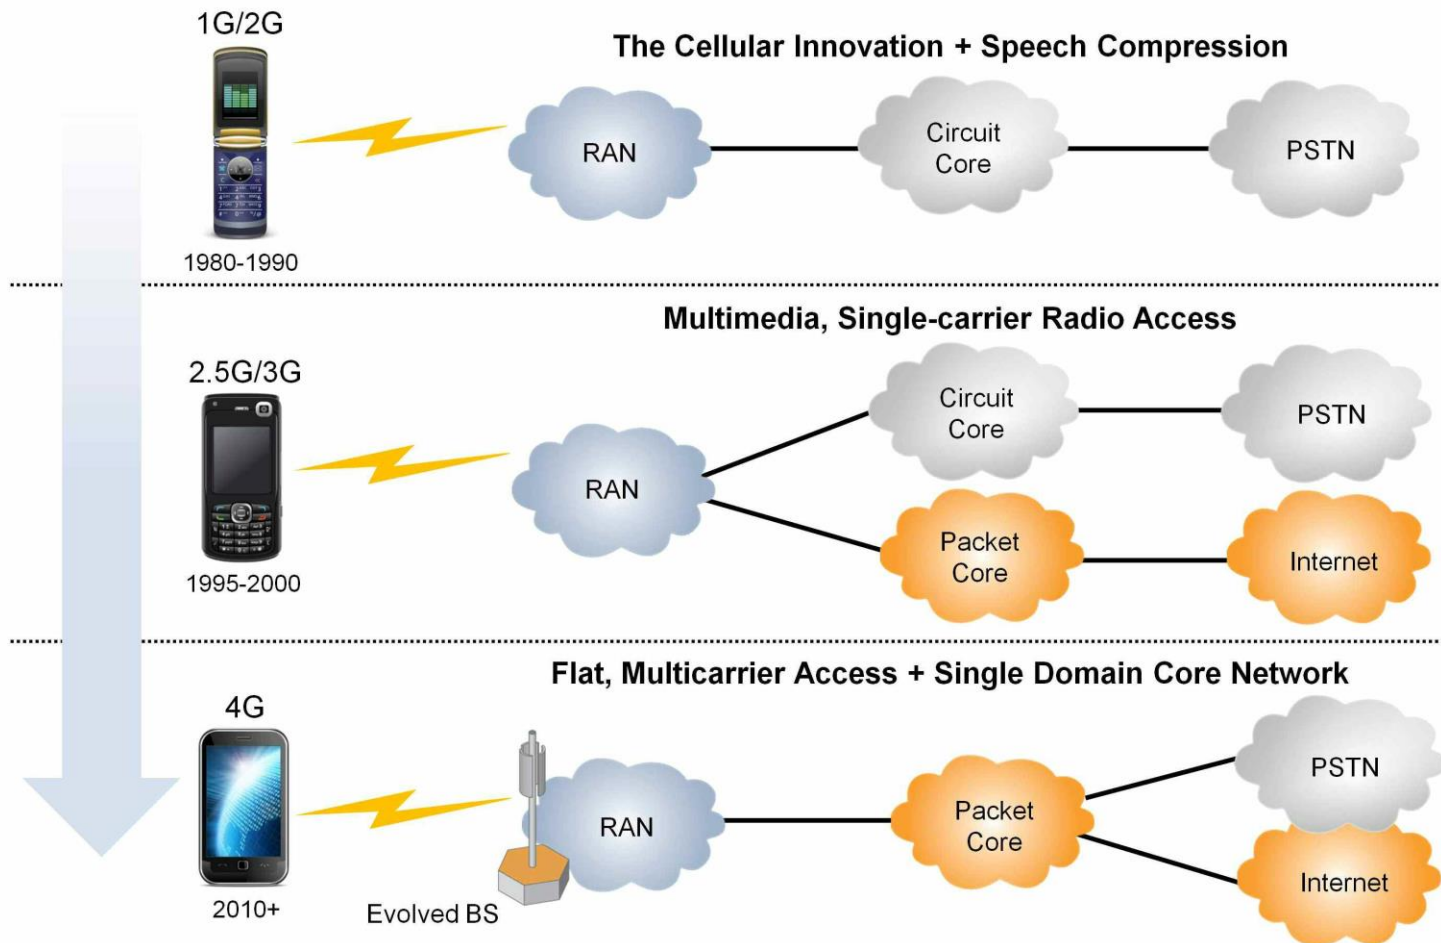 1G/2G
The Cellular Innovation + Speech Compression
RAN
Circuit
Core
PSTN
1980-1990
Multimedia, Single-carrier Radio Access
2.5G/3G
Circuit
Core
PSTN
RAN
Packet
Core
Internet
1995-2000
Flat, Multicarrier Access + Single Domain Core Network
4G
PSTN
RAN
Packet
Core
Internet
2010+
Evolved BS